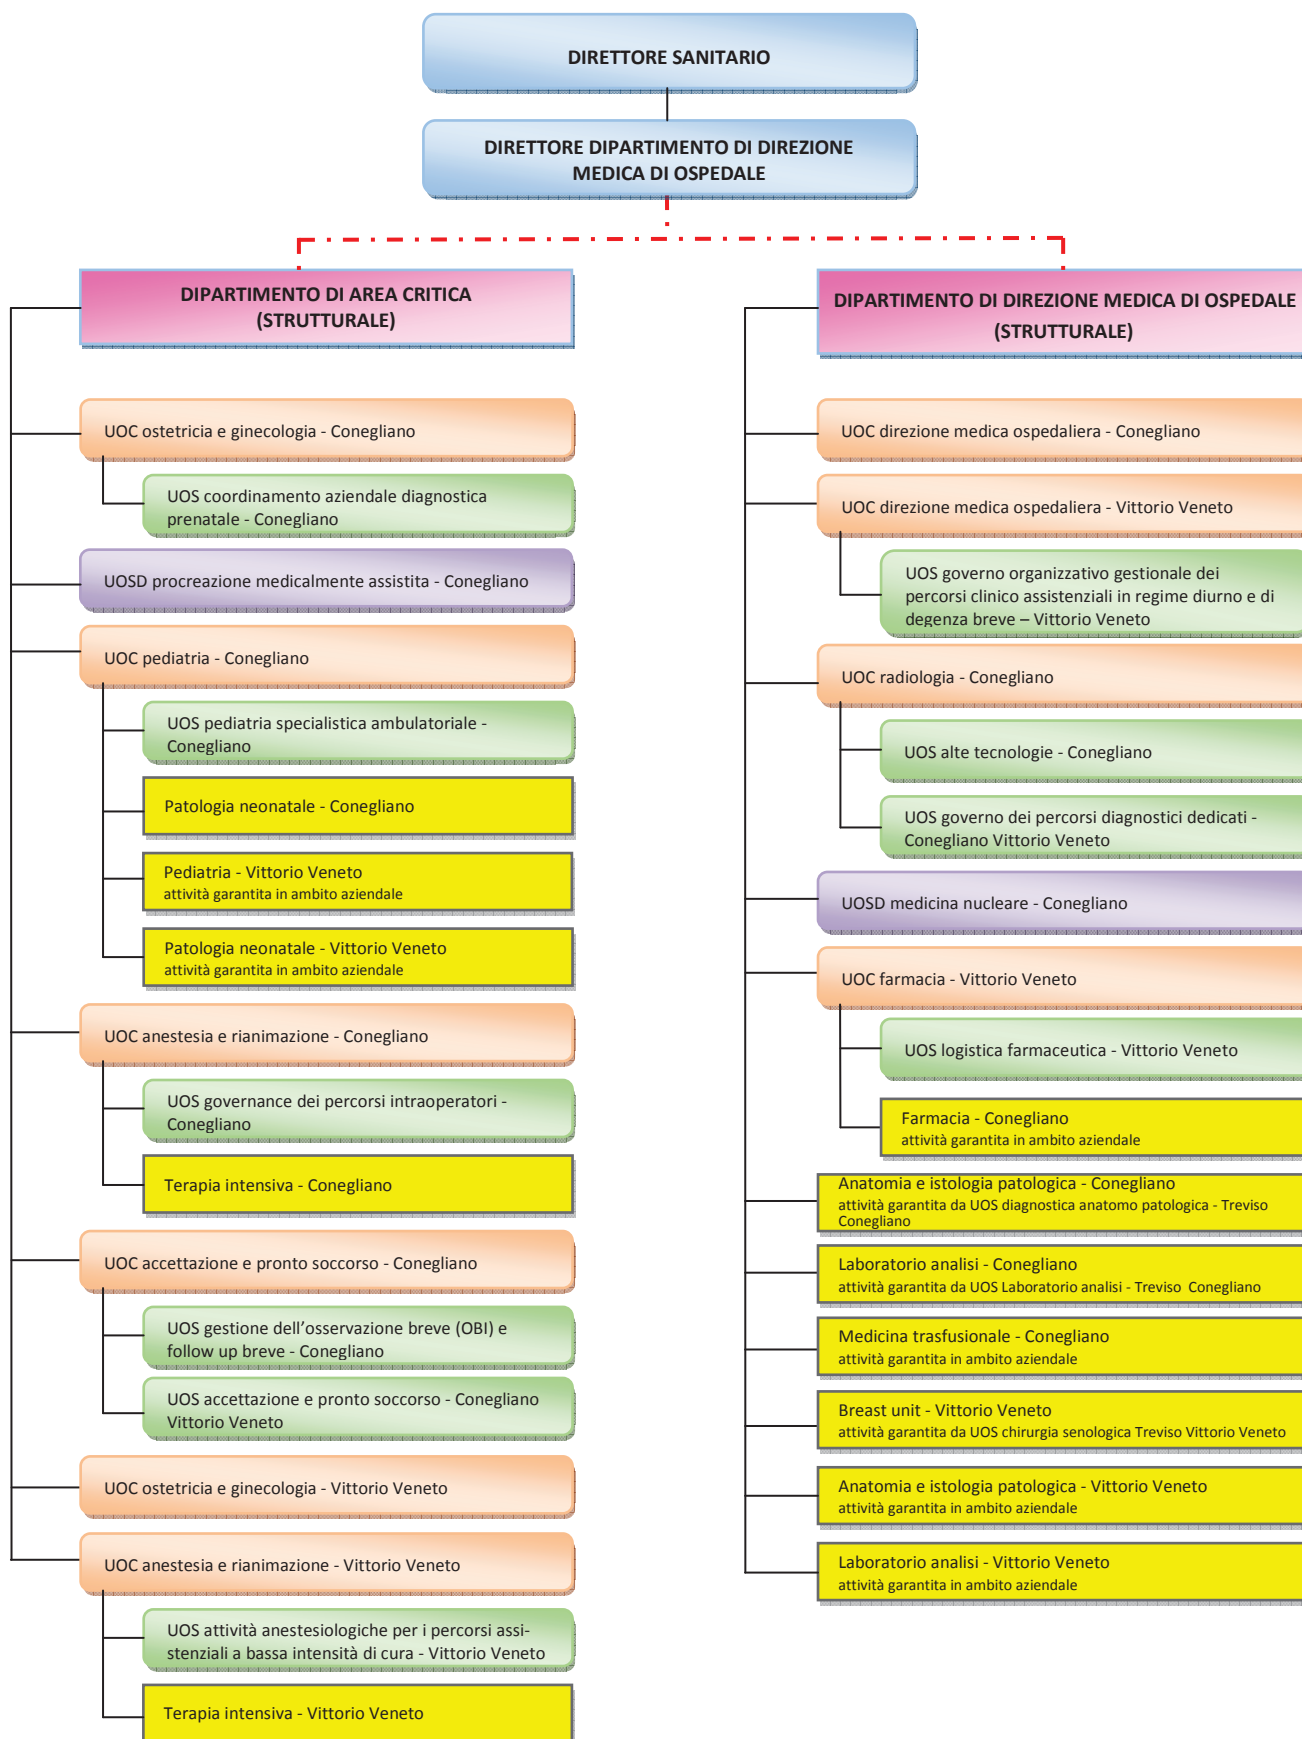 DIRETTORE SANITARIO
DIRETTORE DIPARTIMENTO DI DIREZIONE
MEDICA DI OSPEDALE
DIPARTIMENTO DI AREA CRITICA
(STRUTTURALE)
UOC ostetricia e ginecologia - Conegliano
UOS coordinamento aziendale diagnostica
prenatale - Conegliano
UOSD procreazione medicalmente assistita - Conegliano
UOC pediatria - Conegliano
UOS pediatria specialistica ambulatoriale -
Conegliano
Patologia neonatale - Conegliano
Pediatria - Vittorio Veneto
attività garantita in ambito aziendale
Patologia neonatale - Vittorio Veneto
attività garantita in ambito aziendale
UOC anestesia e rianimazione - Conegliano
UOS governance dei percorsi intraoperatori -
Conegliano
Terapia intensiva - Conegliano
UOC accettazione e pronto soccorso - Conegliano
UOS gestione dell’osservazione breve (OBI) e
follow up breve - Conegliano
UOS accettazione e pronto soccorso - Conegliano
Vittorio Veneto
UOC ostetricia e ginecologia - Vittorio Veneto
UOC anestesia e rianimazione - Vittorio Veneto
UOS attività anestesiologiche per i percorsi assi-
stenziali a bassa intensità di cura - Vittorio Veneto
Terapia intensiva - Vittorio Veneto
DIPARTIMENTO DI DIREZIONE MEDICA DI OSPEDALE
(STRUTTURALE)
UOC direzione medica ospedaliera - Conegliano
UOC direzione medica ospedaliera - Vittorio Veneto
UOS governo organizzativo gestionale dei
percorsi clinico assistenziali in regime diurno e di
degenza breve – Vittorio Veneto
UOC radiologia - Conegliano
UOS alte tecnologie - Conegliano
UOS governo dei percorsi diagnostici dedicati -
Conegliano Vittorio Veneto
UOSD medicina nucleare - Conegliano
UOC farmacia - Vittorio Veneto
UOS logistica farmaceutica - Vittorio Veneto
Farmacia - Conegliano
attività garantita in ambito aziendale
Anatomia e istologia patologica - Conegliano
attività garantita da UOS diagnostica anatomo patologica - Treviso
Conegliano
Laboratorio analisi - Conegliano
attività garantita da UOS Laboratorio analisi - Treviso  Conegliano
Medicina trasfusionale - Conegliano
attività garantita in ambito aziendale
Breast unit - Vittorio Veneto
attività garantita da UOS chirurgia senologica Treviso Vittorio Veneto
Anatomia e istologia patologica - Vittorio Veneto
attività garantita in ambito aziendale
Laboratorio analisi - Vittorio Veneto
attività garantita in ambito aziendale